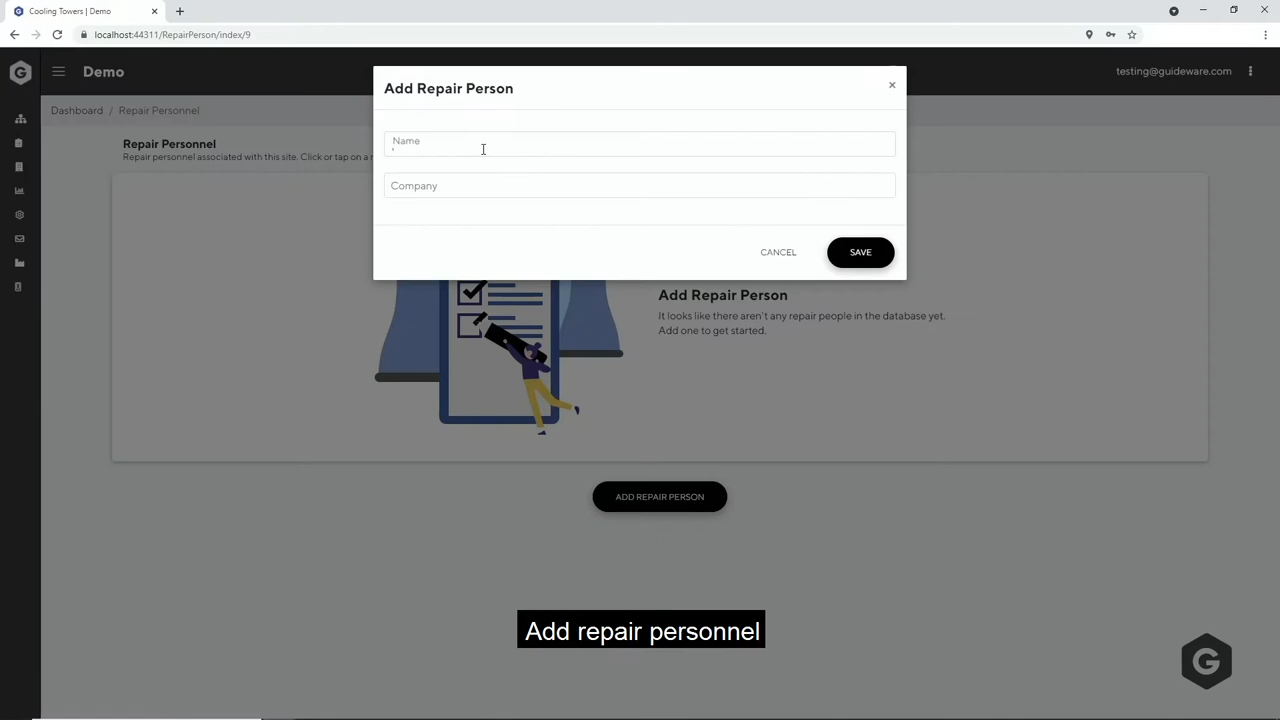 Cooling Towers | Demo
localhost:44311/RepairPerson/index/9
Demo
testing@guideware.com
Dashboard / Repair Personnel
Repair Personnel
Repair personnel associated with this site. Click or tap on a r
Add Repair Person
×
Name
Company
CANCEL
SAVE
Add Repair Person
It looks like there aren't any repair people in the database yet.
Add one to get started.
ADD REPAIR PERSON
Add repair personnel
G